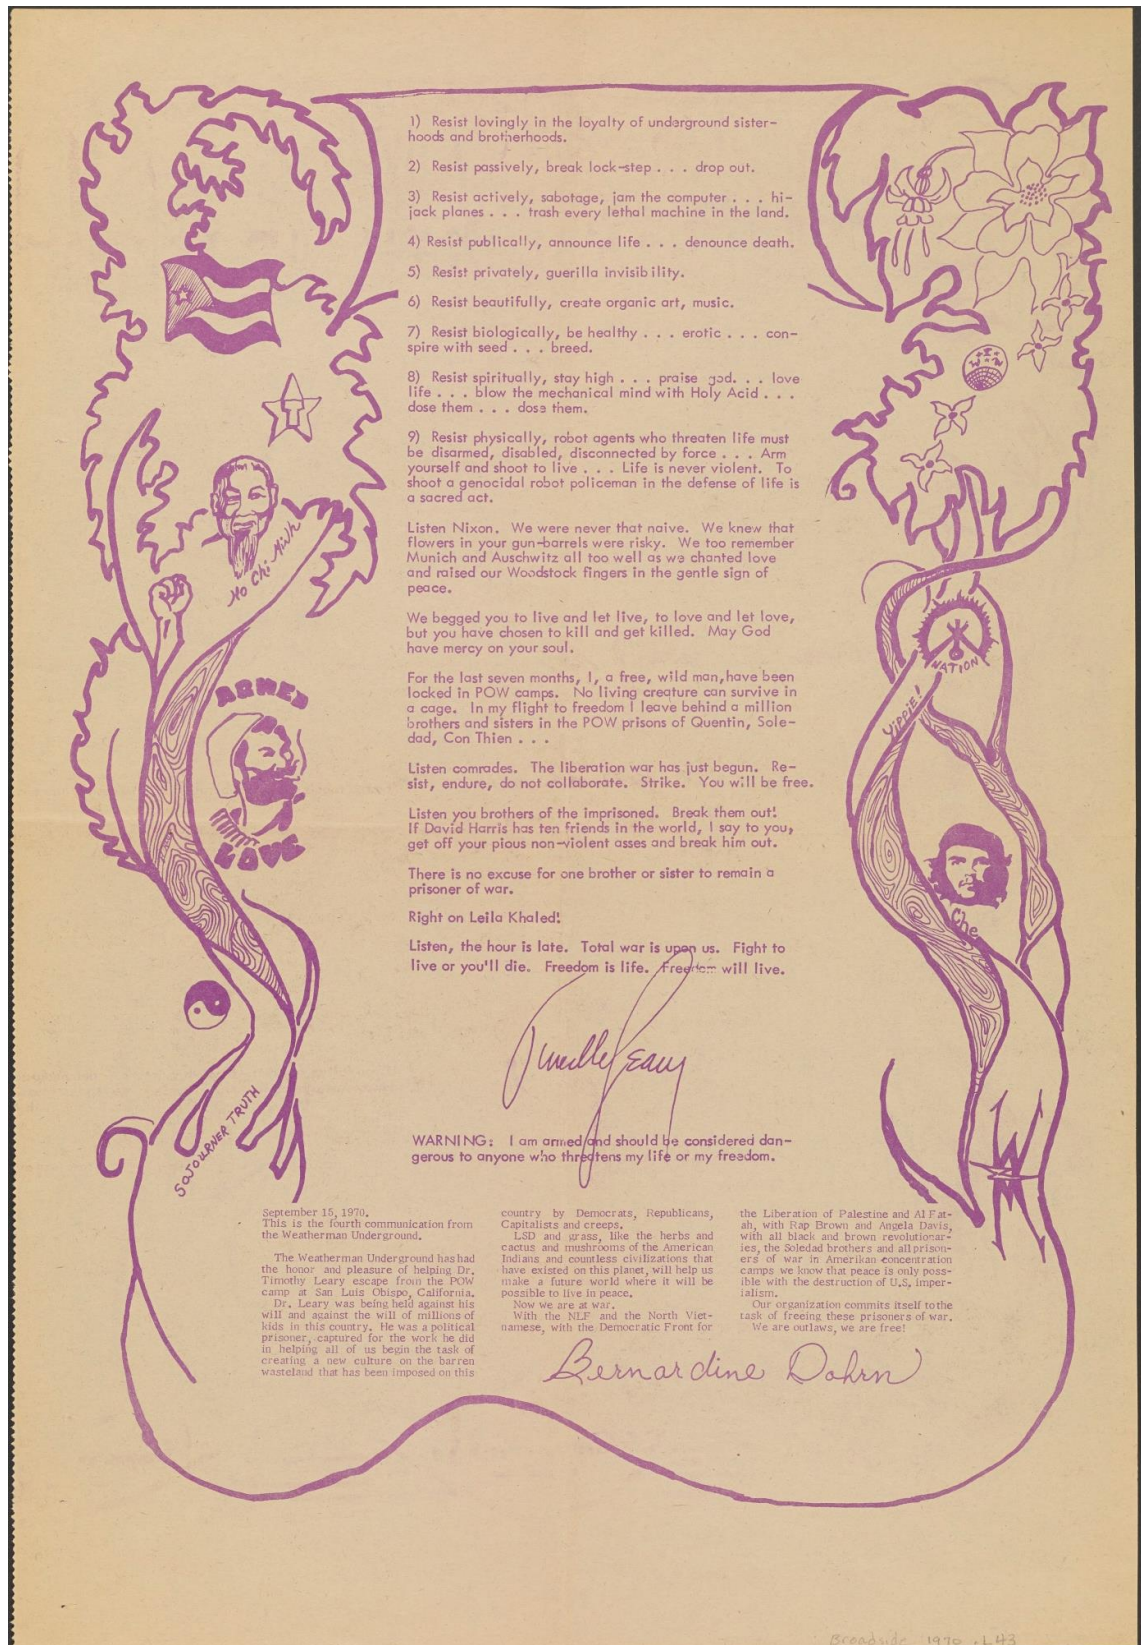 1) Resist lovingly in the loyalty of underground sister-
hoods and brotherhoods.
2) Resist passively, break lock-step . . . drop out.
3) Resist actively, sabotage, jam the computer . . . hi-
jack planes . . . trash every lethal machine in the land.
4) Resist publically, announce life . . . denounce death.
5) Resist privately, guerilla invisibility.
6) Resist beautifully, create organic art, music.
7) Resist biologically, be healthy . . . erotic . . . con-
spire with seed . . . breed.
8) Resist spiritually, stay high . . . praise god. . . love
life . . . blow the mechanical mind with Holy Acid . . .
dose them . . . dose them.
9) Resist physically, robot agents who threaten life must
be disarmed, disabled, disconnected by force . . . Arm
yourself and shoot to live . . . Life is never violent. To
shoot a genocidal robot policeman in the defense of life is
a sacred act.
Listen Nixon. We were never that naive. We knew that
flowers in your gun-barrels were risky. We too remember
Munich and Auschwitz all too well as we chanted love
and raised our Woodstock fingers in the gentle sign of
peace.
We begged you to live and let live, to love and let love,
but you have chosen to kill and get killed. May God
have mercy on your soul.
For the last seven months, I, a free, wild man,have been
locked in POW camps. No living creature can survive in
a cage. In my flight to freedom I leave behind a million
brothers and sisters in the POW prisons of Quentin, Sole-
dad, Con Thien . . .
Listen comrades. The liberation war has just begun. Re-
sist, endure, do not collaborate. Strike. You will be free.
Listen you brothers of the imprisoned. Break them out!
If David Harris has ten friends in the world, I say to you,
get off your pious non-violent asses and break him out.
There is no excuse for one brother or sister to remain a
prisoner of war.
Right on Leila Khaled!
Listen, the hour is late. Total war is upon us. Fight to
live or you'll die. Freedom is life. Freedom will live.
Timothy Leary
WARNING: I am armed and should be considered dan-
gerous to anyone who threatens my life or my freedom.
Ho Chi Minh
ARMED
LOVE
SOJOURNER TRUTH
NATION
Yippie!
Che
September 15, 1970.
This is the fourth communication from
the Weatherman Underground.
The Weatherman Underground has had
the honor and pleasure of helping Dr.
Timothy Leary escape from the POW
camp at San Luis Obispo, California.
Dr. Leary was being held against his
will and against the will of millions of
kids in this country. He was a political
prisoner, captured for the work he did
in helping all of us begin the task of
creating a new culture on the barren
wasteland that has been imposed on this
country by Democrats, Republicans,
Capitalists and creeps.
LSD and grass, like the herbs and
cactus and mushrooms of the American
Indians and countless civilizations that
have existed on this planet, will help us
make a future world where it will be
possible to live in peace.
Now we are at war.
With the NLF and the North Viet-
namese, with the Democratic Front for
the Liberation of Palestine and Al Fat-
ah, with Rap Brown and Angela Davis,
with all black and brown revolutionar-
ies, the Soledad brothers and all prison-
ers of war in Amerikan concentration
camps we know that peace is only poss-
ible with the destruction of U.S. imper-
ialism.
Our organization commits itself to the
task of freeing these prisoners of war.
We are outlaws, we are free!
Bernardine Dohrn
Broadside 1970 .L43